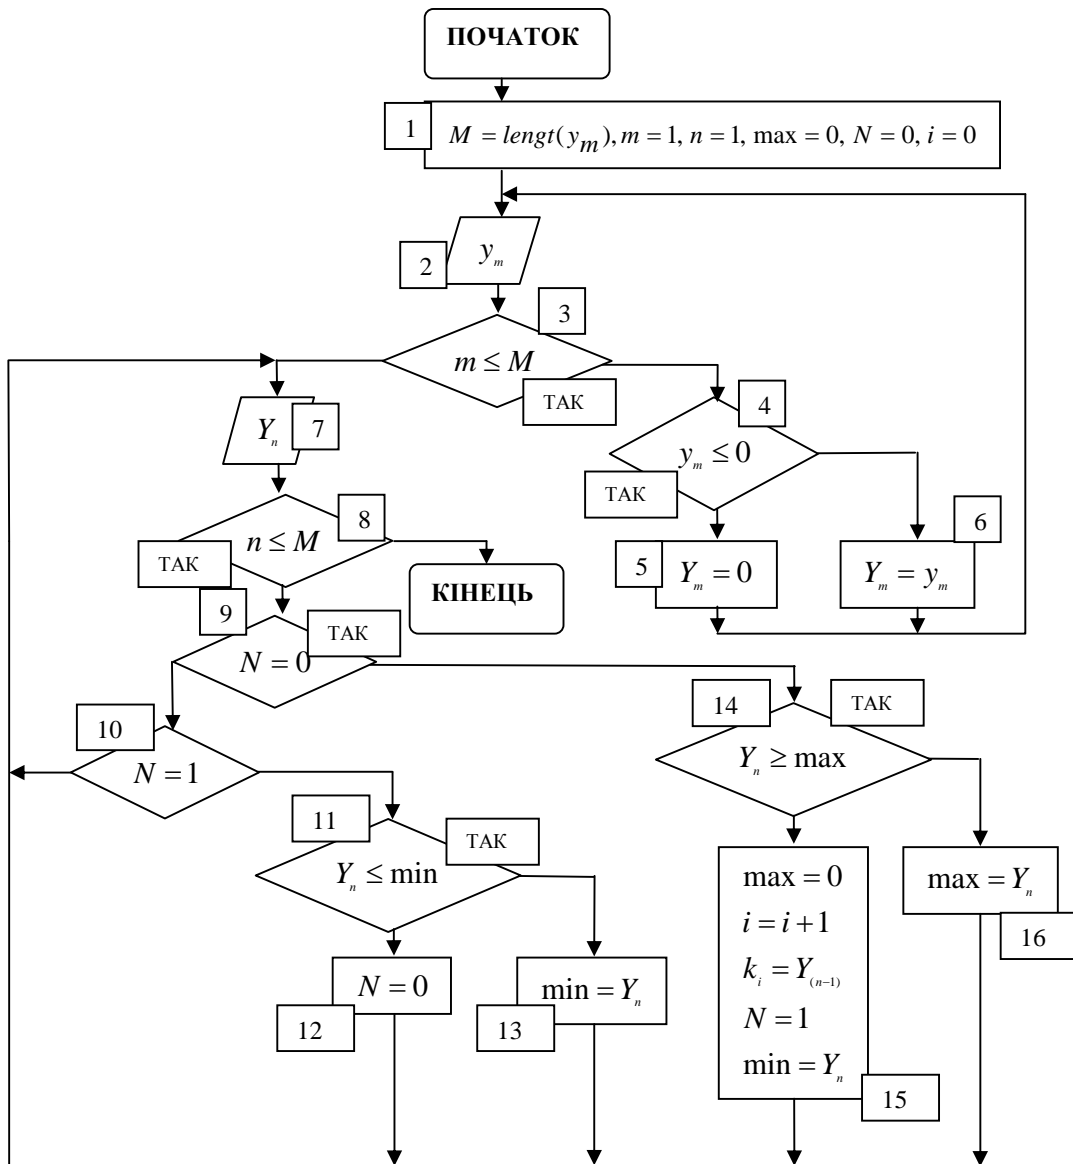 ПОЧАТОК
1
M = lengt(y_m), m = 1, n = 1, max = 0, N = 0, i = 0
2
y_m
3
m ≤ M
ТАК
4
y_m ≤ 0
ТАК
5
Y_m = 0
6
Y_m = y_m
7
Y_n
8
n ≤ M
ТАК
КІНЕЦЬ
9
N = 0
ТАК
10
N = 1
11
Y_n ≤ min
ТАК
12
N = 0
13
min = Y_n
14
Y_n ≥ max
ТАК
max = 0
i = i + 1
k_i = Y_(n−1)
N = 1
min = Y_n
15
max = Y_n
16